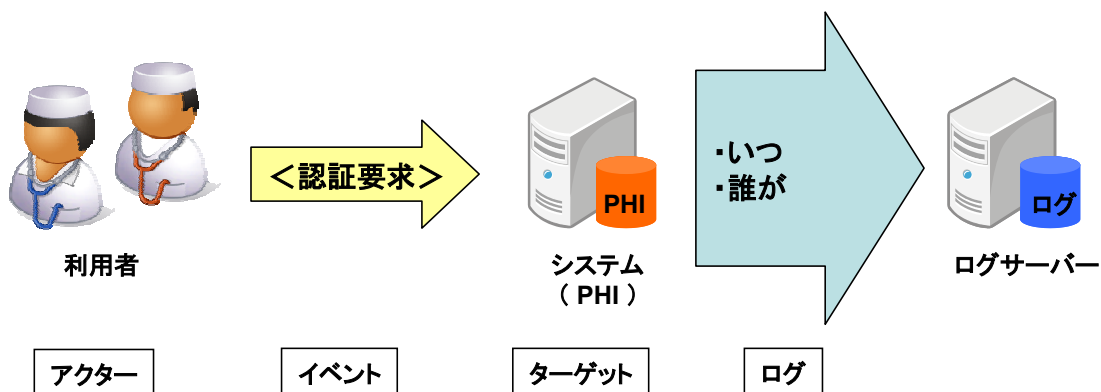 ＜認証要求＞
・いつ
・誰が
PHI
ログ
利用者
システム
（ PHI ）
ログサーバー
アクター
イベント
ターゲット
ログ